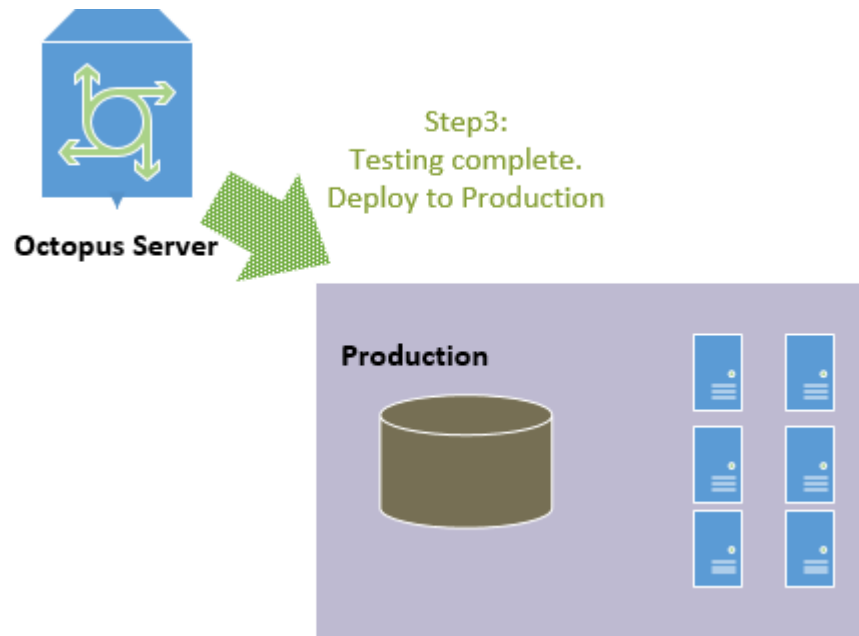 Step3:
Testing complete.
Deploy to Production
Octopus Server
Production